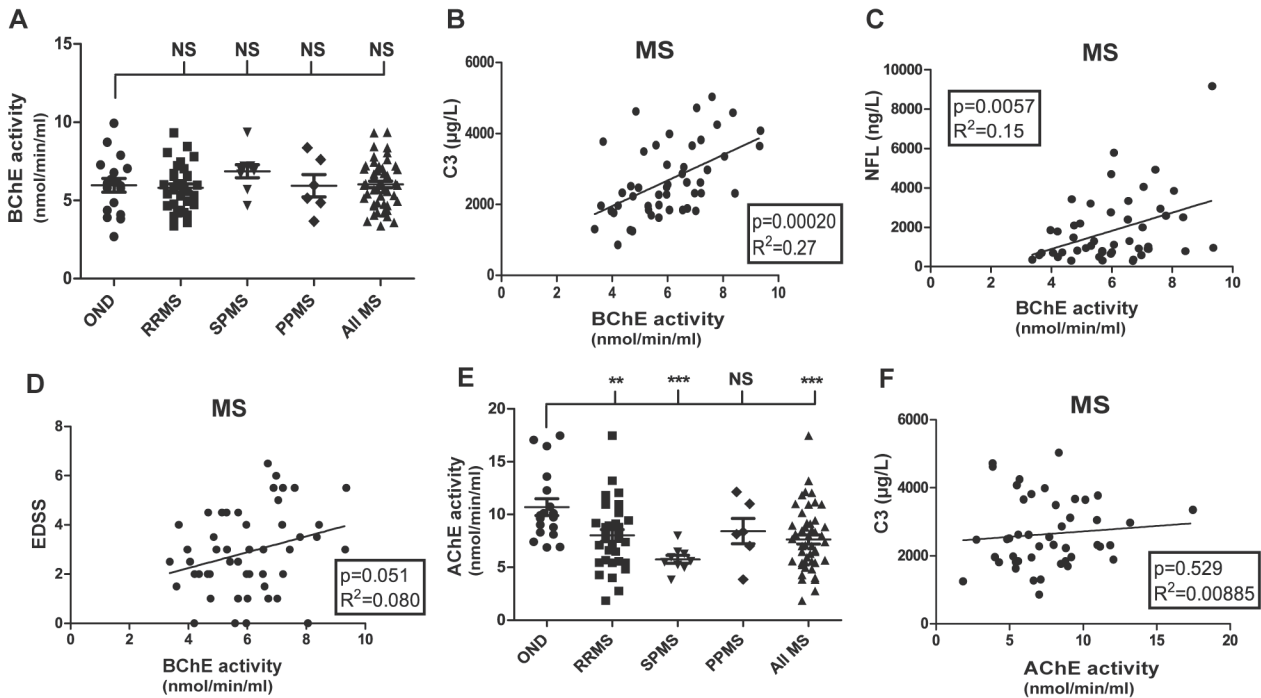 A
BChE activity
(nmol/min/ml)
15
10
5
0
NS NS NS NS
OND RRMS SPMS PPMS All MS
B
MS
C3 (µg/L)
6000
4000
2000
0
p=0.00020
R²=0.27
0 2 4 6 8 10
BChE activity
(nmol/min/ml)
C
MS
NFL (ng/L)
10000
8000
6000
4000
2000
0
p=0.0057
R²=0.15
0 2 4 6 8 10
BChE activity
(nmol/min/ml)
D
MS
EDSS
8
6
4
2
0
p=0.051
R²=0.080
0 2 4 6 8 10
BChE activity
(nmol/min/ml)
E
AChE activity
(nmol/min/ml)
20
15
10
5
0
** *** NS ***
OND RRMS SPMS PPMS All MS
F
MS
C3 (µg/L)
6000
4000
2000
0
p=0.529
R²=0.00885
0 5 10 15 20
AChE activity
(nmol/min/ml)